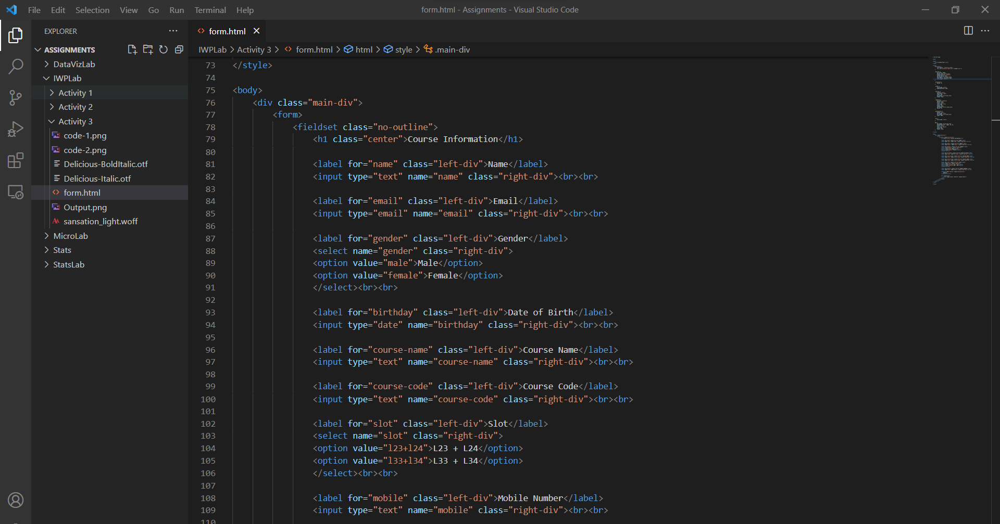 File Edit Selection View Go Run Terminal Help
form.html - Assignments - Visual Studio Code
EXPLORER
ASSIGNMENTS
DataVizLab
IWPLab
Activity 1
Activity 2
Activity 3
code-1.png
code-2.png
Delicious-BoldItalic.otf
Delicious-Italic.otf
form.html
Output.png
sansation_light.woff
MicroLab
Stats
StatsLab
form.html
IWPLab > Activity 3 > form.html > html > style > .main-div
73 </style>
74
75 <body>
76 <div class="main-div">
77 <form>
78 <fieldset class="no-outline">
79 <h1 class="center">Course Information</h1>
80
81 <label for="name" class="left-div">Name</label>
82 <input type="text" name="name" class="right-div"><br><br>
83
84 <label for="email" class="left-div">Email</label>
85 <input type="email" name="email" class="right-div"><br><br>
86
87 <label for="gender" class="left-div">Gender</label>
88 <select name="gender" class="right-div">
89 <option value="male">Male</option>
90 <option value="female">Female</option>
91 </select><br><br>
92
93 <label for="birthday" class="left-div">Date of Birth</label>
94 <input type="date" name="birthday" class="right-div"><br><br>
95
96 <label for="course-name" class="left-div">Course Name</label>
97 <input type="text" name="course-name" class="right-div"><br><br>
98
99 <label for="course-code" class="left-div">Course Code</label>
100 <input type="text" name="course-code" class="right-div"><br><br>
101
102 <label for="slot" class="left-div">Slot</label>
103 <select name="slot" class="right-div">
104 <option value="l23+l24">L23 + L24</option>
105 <option value="l33+l34">L33 + L34</option>
106 </select><br><br>
107
108 <label for="mobile" class="left-div">Mobile Number</label>
109 <input type="text" name="mobile" class="right-div"><br><br>
110